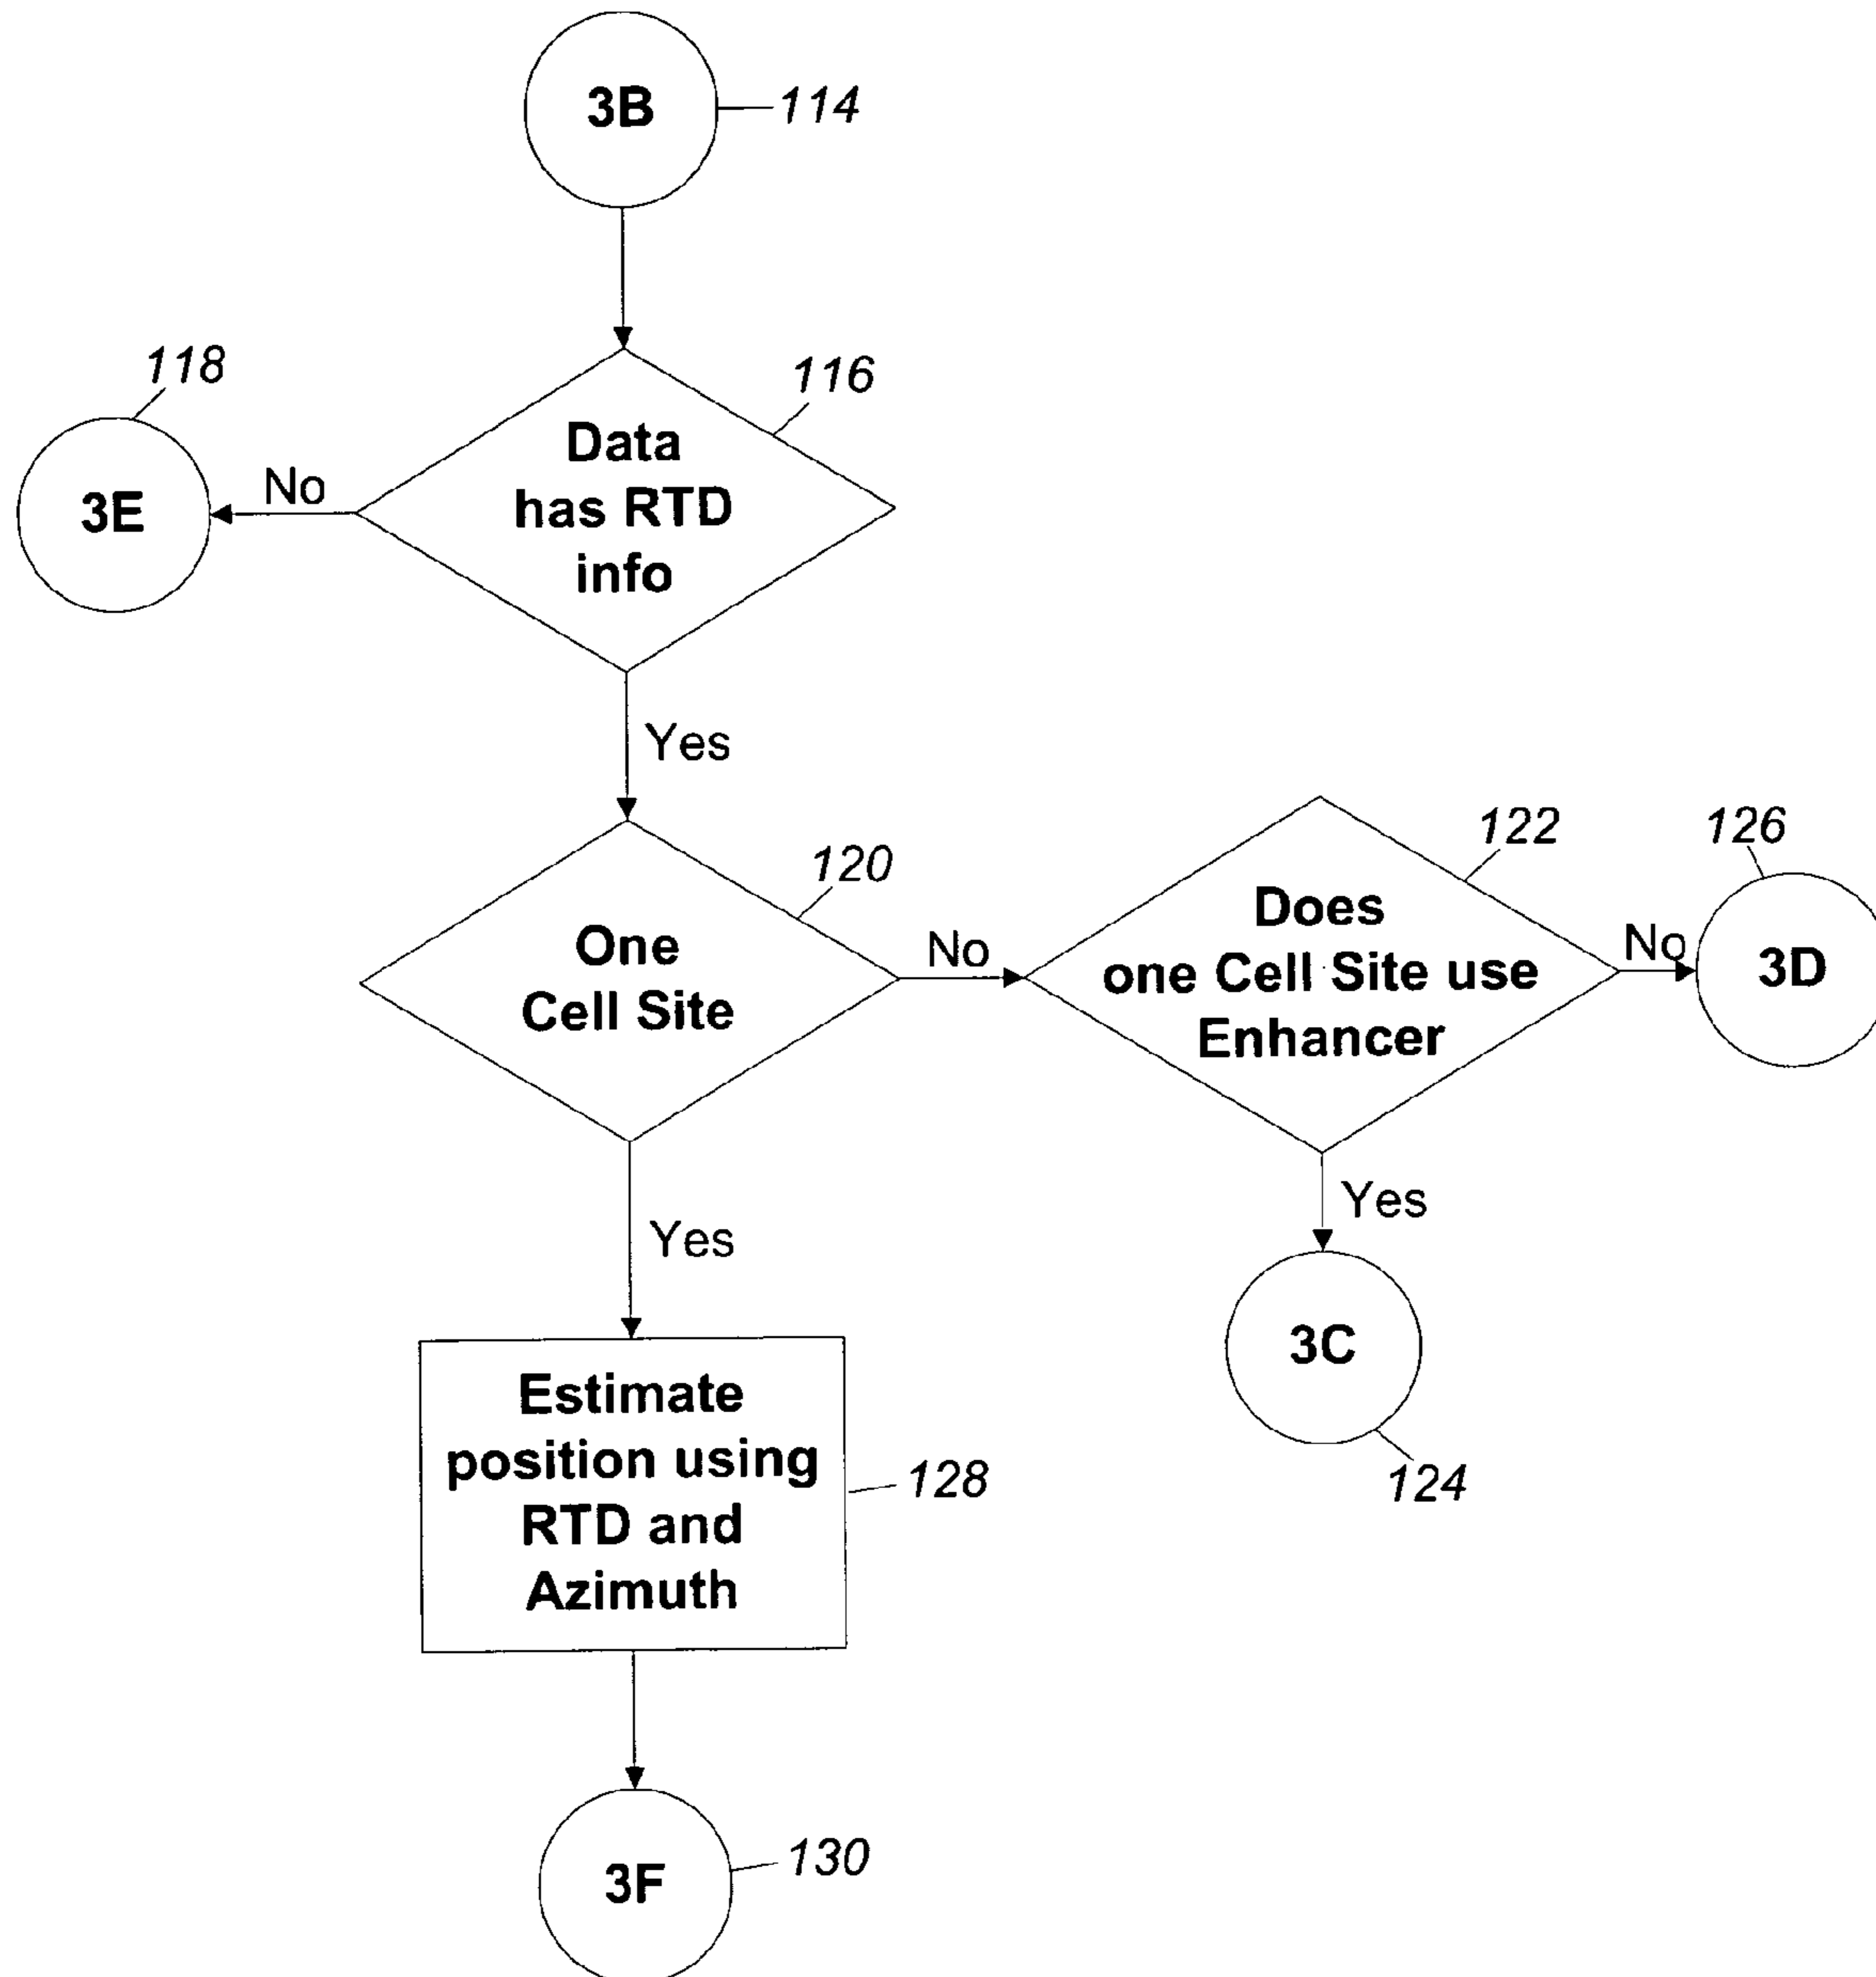 3B
114
118
116
Data
has RTD
info
No
3E
Yes
120
122
126
One
Cell Site
No
Does
one Cell Site use
Enhancer
No
3D
Yes
Yes
3C
124
Estimate
position using
RTD and
Azimuth
128
3F
130